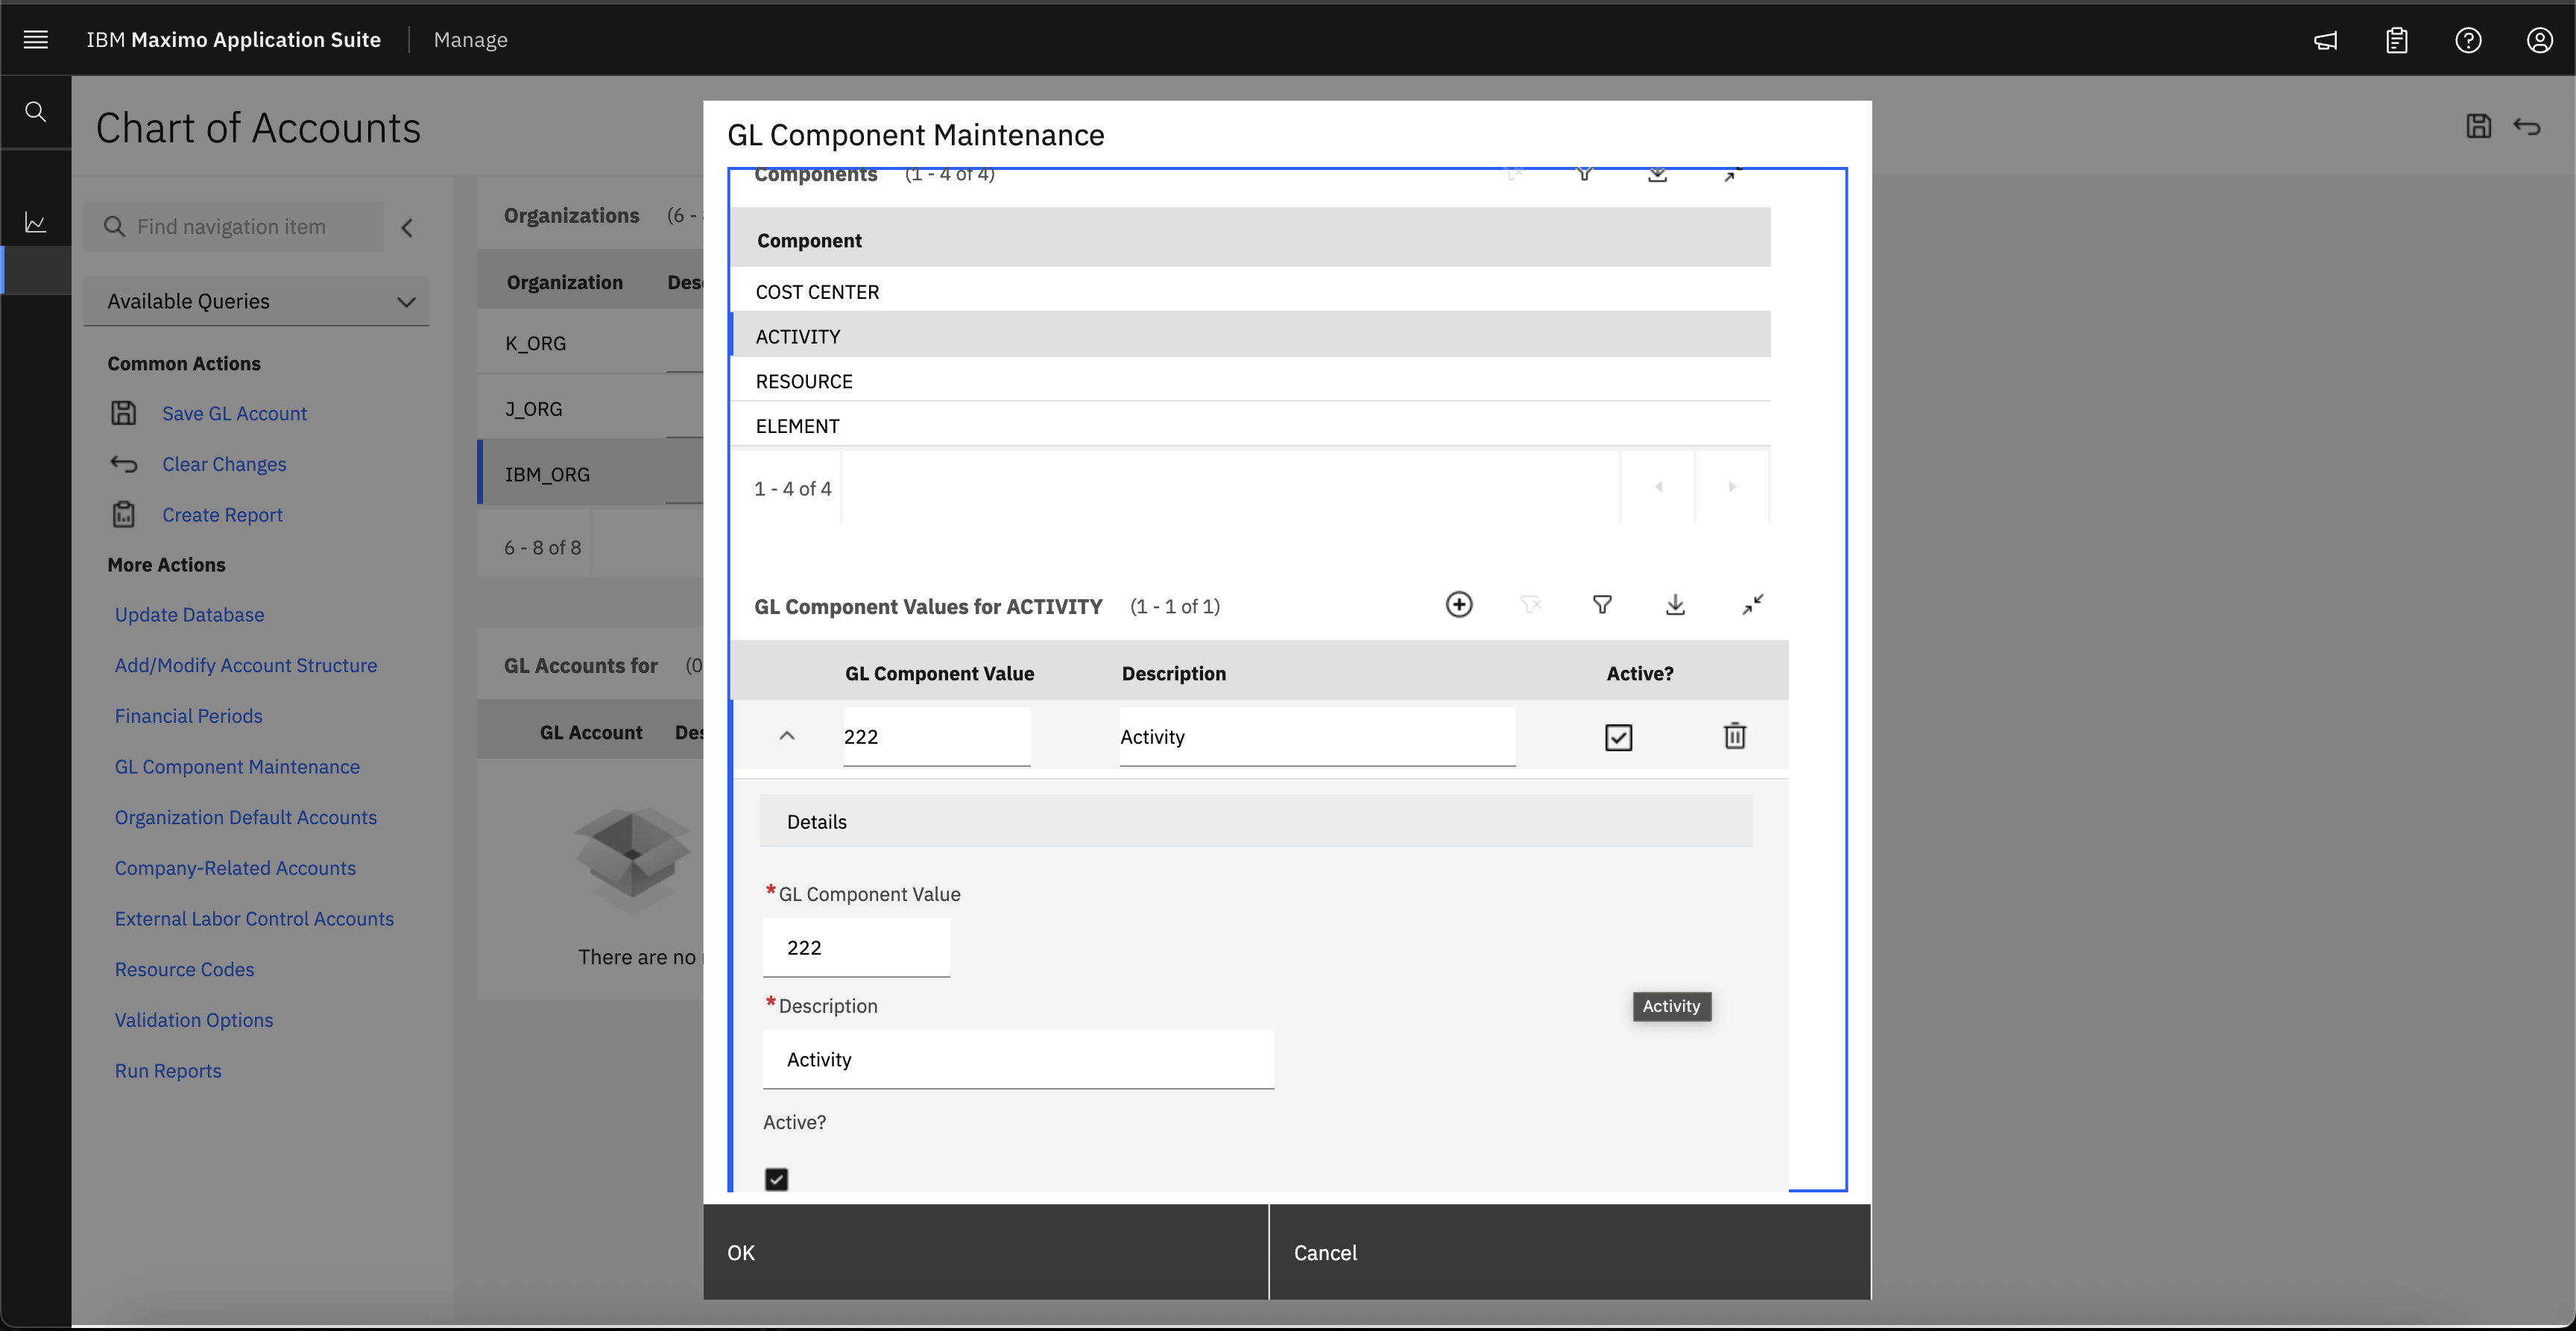 IBM Maximo Application Suite | Manage
Chart of Accounts
Find navigation item
Available Queries
Common Actions
Save GL Account
Clear Changes
Create Report
More Actions
Update Database
Add/Modify Account Structure
Financial Periods
GL Component Maintenance
Organization Default Accounts
Company-Related Accounts
External Labor Control Accounts
Resource Codes
Validation Options
Run Reports
Organizations (6 -
Organization
K_ORG
J_ORG
IBM_ORG
6 - 8 of 8
GL Accounts for (0
GL Account
There are no
GL Component Maintenance
Components (1 - 4 of 4)
Component
COST CENTER
ACTIVITY
RESOURCE
ELEMENT
1 - 4 of 4
GL Component Values for ACTIVITY (1 - 1 of 1)
GL Component Value Description Active?
222 Activity
Details
*GL Component Value
222
*Description
Activity
Activity
Active?
OK Cancel